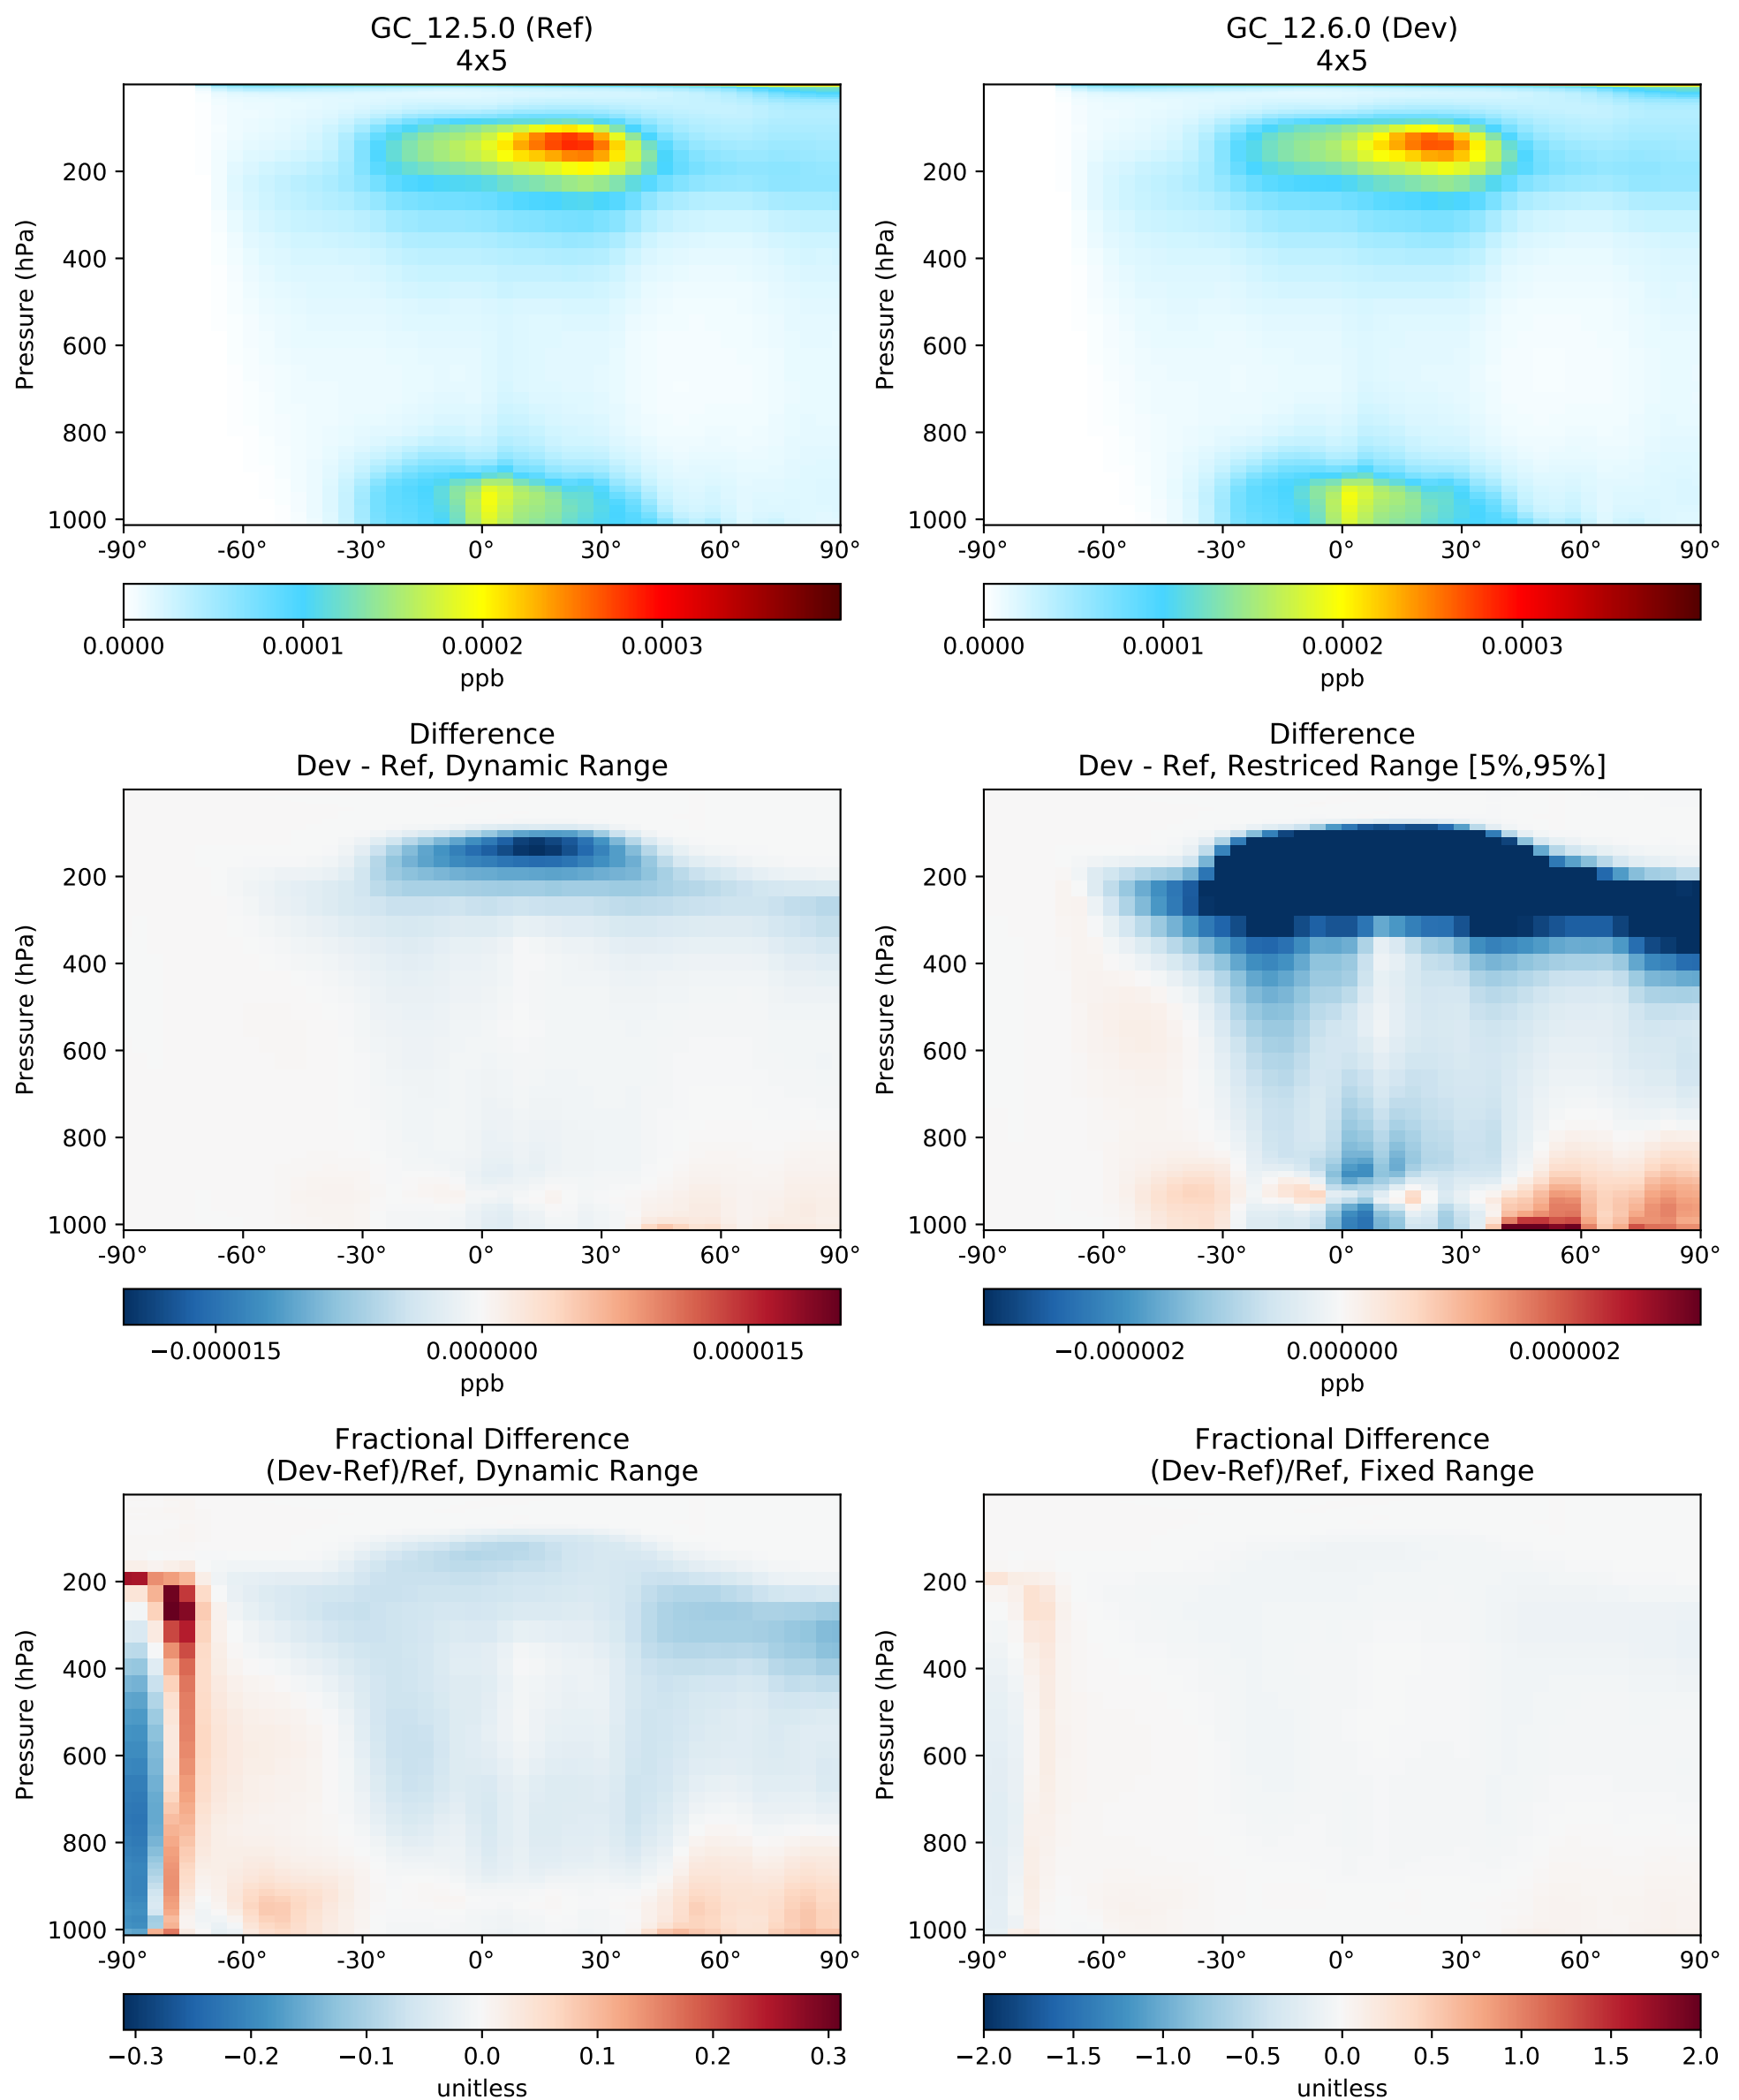 GC_12.5.0 (Ref)
4x5
Pressure (hPa)
200
400
600
800
1000
-90° -60° -30° 0° 30° 60° 90°
0.0000 0.0001 0.0002 0.0003
ppb
GC_12.6.0 (Dev)
4x5
Pressure (hPa)
200
400
600
800
1000
-90° -60° -30° 0° 30° 60° 90°
0.0000 0.0001 0.0002 0.0003
ppb
Difference
Dev - Ref, Dynamic Range
Pressure (hPa)
200
400
600
800
1000
-90° -60° -30° 0° 30° 60° 90°
−0.000015 0.000000 0.000015
ppb
Difference
Dev - Ref, Restriced Range [5%,95%]
Pressure (hPa)
200
400
600
800
1000
-90° -60° -30° 0° 30° 60° 90°
−0.000002 0.000000 0.000002
ppb
Fractional Difference
(Dev-Ref)/Ref, Dynamic Range
Pressure (hPa)
200
400
600
800
1000
-90° -60° -30° 0° 30° 60° 90°
−0.3 −0.2 −0.1 0.0 0.1 0.2 0.3
unitless
Fractional Difference
(Dev-Ref)/Ref, Fixed Range
Pressure (hPa)
200
400
600
800
1000
-90° -60° -30° 0° 30° 60° 90°
−2.0 −1.5 −1.0 −0.5 0.0 0.5 1.0 1.5 2.0
unitless